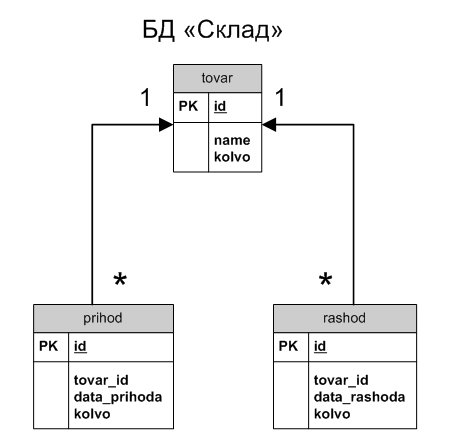 БД «Склад»
tovar
PK id
name
kolvo
1
1
*
*
prihod
PK id
tovar_id
data_prihoda
kolvo
rashod
PK id
tovar_id
data_rashoda
kolvo